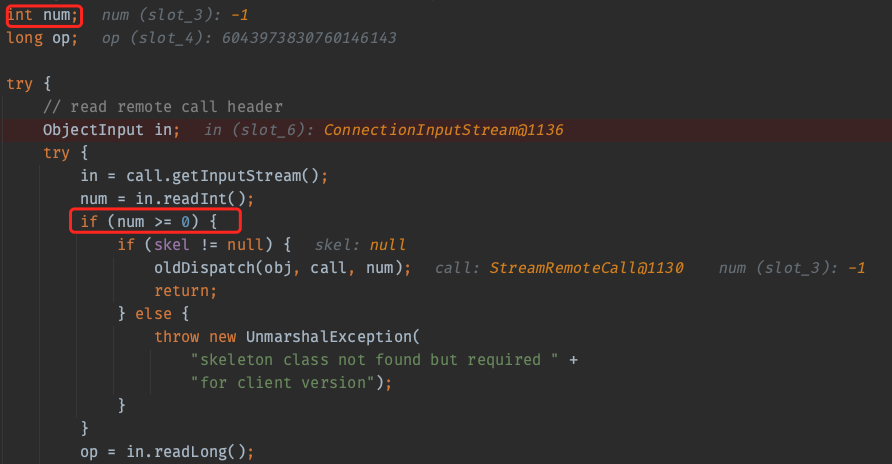 int num;  num (slot_3): -1
long op;  op (slot_4): 6043973830760146143
try {
// read remote call header
ObjectInput in;  in (slot_6): ConnectionInputStream@1136
try {
in = call.getInputStream();
num = in.readInt();
if (num >= 0) {
if (skel != null) {  skel: null
oldDispatch(obj, call, num);  call: StreamRemoteCall@1130  num (slot_3): -1
return;
} else {
throw new UnmarshalException(
"skeleton class not found but required " +
"for client version");
}
}
op = in.readLong();